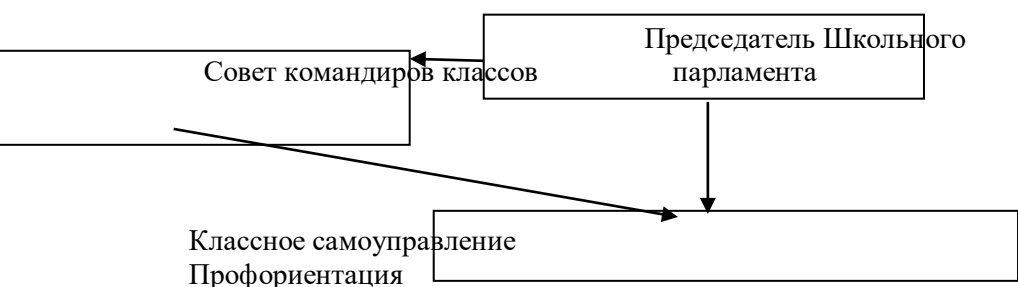 Председатель Школьного
парламента
Совет командиров классов
Классное самоуправление
Профориентация